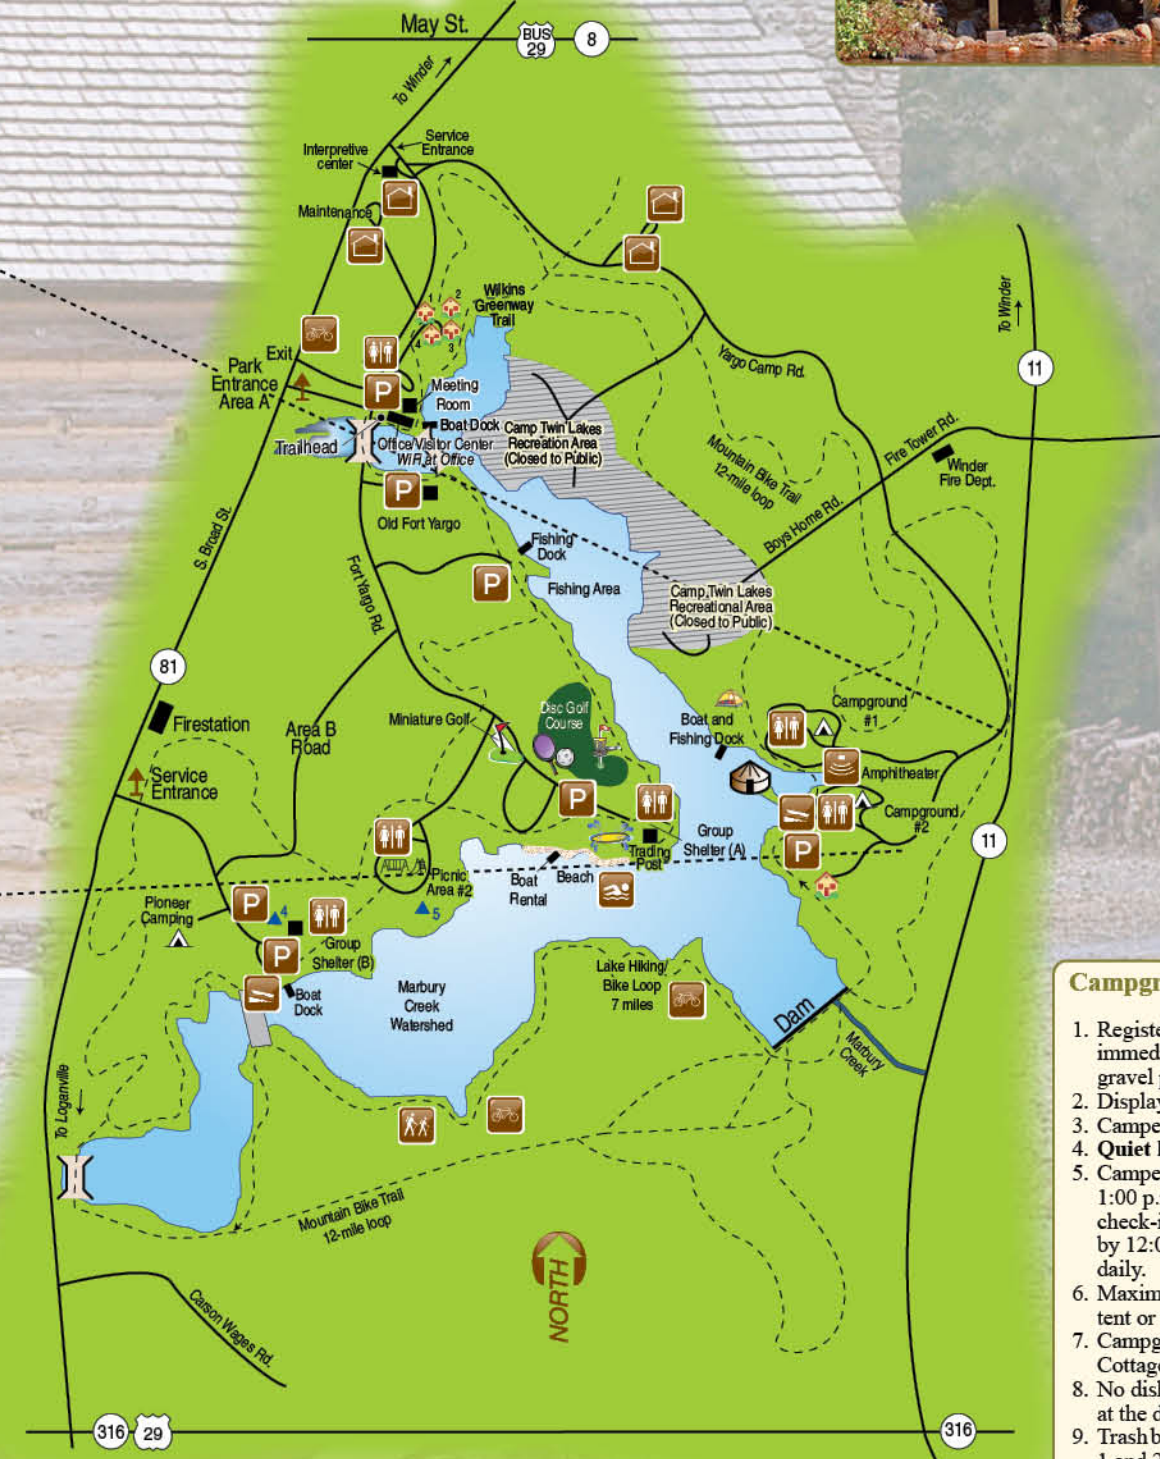 May St.
BUS
29
8
To Winder
Service
Entrance
Interpretive
center
Maintenance
1
2
4
3
Wilkins
Greenway
Trail
To Winder
11
Exit
Park
Entrance
Area A
P
Meeting
Room
Boat Dock
Trailhead
Office/Visitor Center
WiFi at Office
Camp Twin Lakes
Recreation Area
(Closed to Public)
Yargo Camp Rd.
Fire Tower Rd.
Mountain Bike Trail
12-mile loop
Winder
Fire Dept.
P
Old Fort Yargo
Boys Home Rd.
S. Broad St.
Fishing
Dock
Fort Yargo Rd.
P
Fishing Area
Camp Twin Lakes
Recreational Area
(Closed to Public)
81
Firestation
Area B
Road
Miniature Golf
Disc Golf
Course
Boat and
Fishing Dock
Campground
#1
Service
Entrance
Amphitheater
P
Campground
#2
Group
Shelter (A)
Trading
Post
11
P
Picnic
Area #2
Boat
Rental
Beach
Pioneer
Camping
P
4
5
P
Group
Shelter (B)
Boat
Dock
Marbury
Creek
Watershed
Lake Hiking/
Bike Loop
7 miles
Dam
Marbury
Creek
To Loganville
Mountain Bike Trail
12-mile loop
NORTH
Carson Wages Rd.
316
29
316
Campgr
1. Registe
immed
gravel p
2. Display
3. Campe
4. Quiet
5. Campe
1:00 p.
check-i
by 12:0
daily.
6. Maxim
tent or
7. Campg
Cottage
8. No disl
at the d
9. Trash b